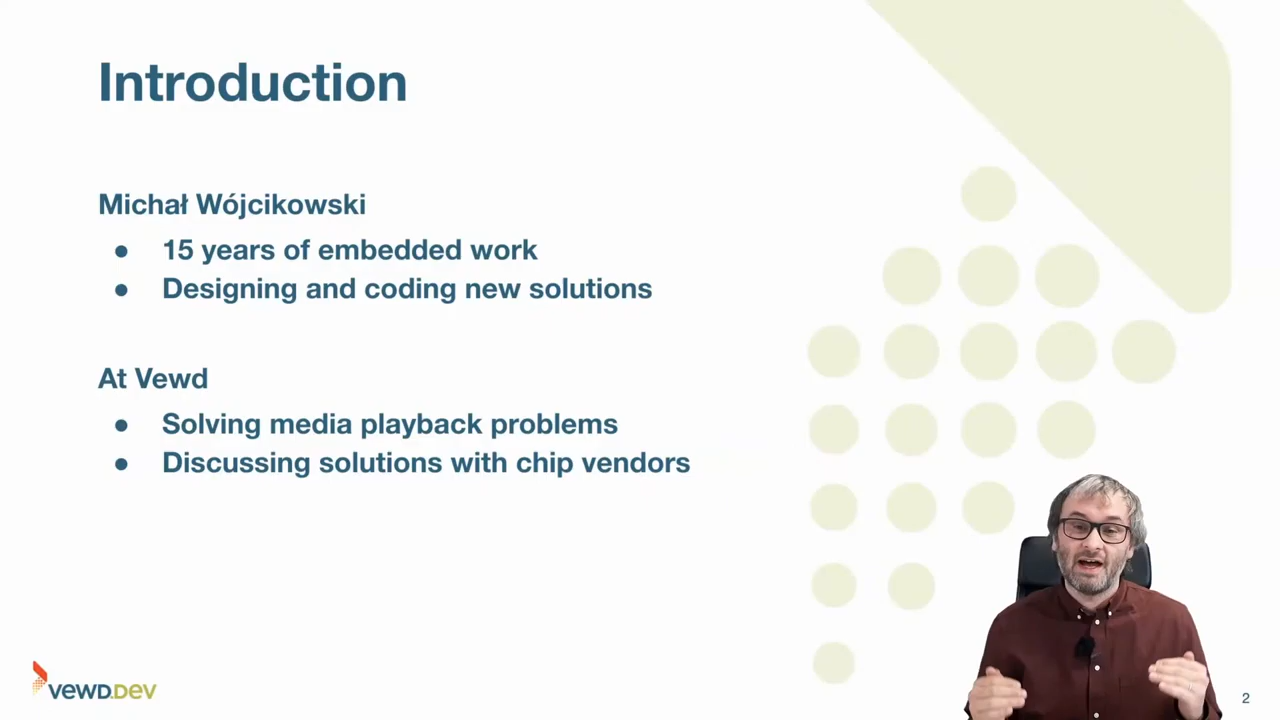 Introduction
Michał Wójcikowski
● 15 years of embedded work
● Designing and coding new solutions
At Vewd
● Solving media playback problems
● Discussing solutions with chip vendors
VEWD.DEV
2